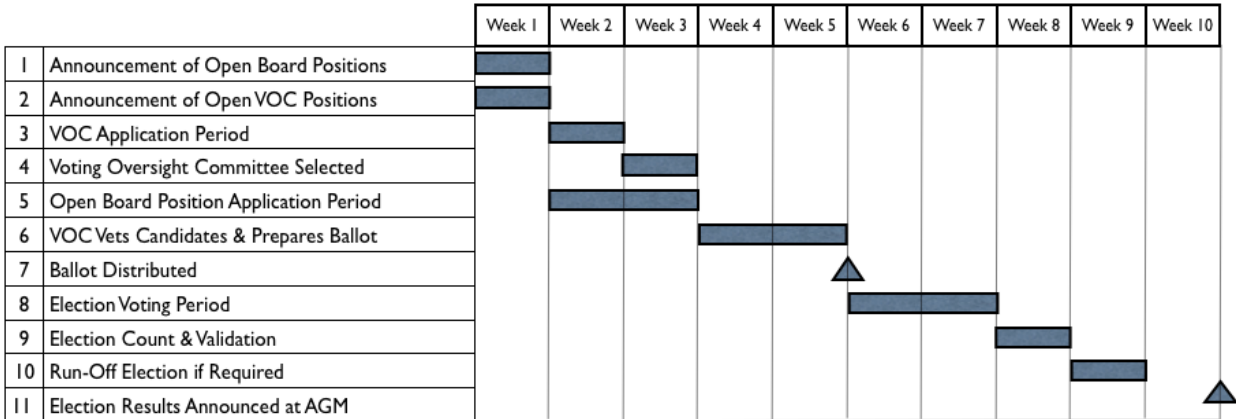 Week 1 Week 2 Week 3 Week 4 Week 5 Week 6 Week 7 Week 8 Week 9 Week 10
1 Announcement of Open Board Positions
2 Announcement of Open VOC Positions
3 VOC Application Period
4 Voting Oversight Committee Selected
5 Open Board Position Application Period
6 VOC Vets Candidates & Prepares Ballot
7 Ballot Distributed
8 Election Voting Period
9 Election Count & Validation
10 Run-Off Election if Required
11 Election Results Announced at AGM